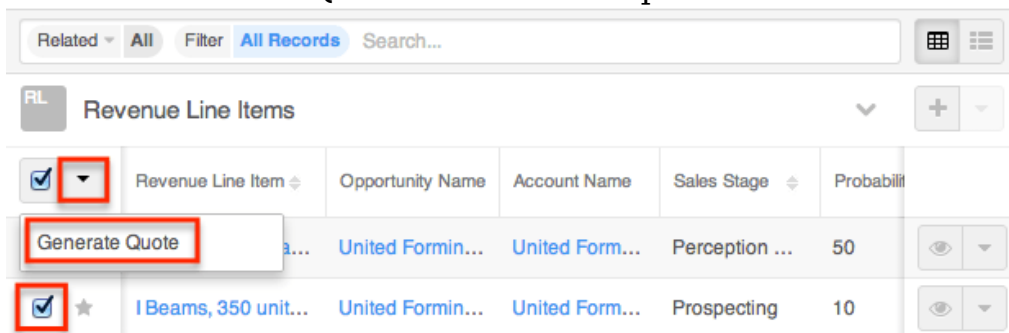 Related All Filter All Records Search...
RL Revenue Line Items
Revenue Line Item Opportunity Name Account Name Sales Stage
Generate Quote United Formin... United Form... Perception ... 50
I Beams, 350 unit... United Formin... United Form... Prospecting 10